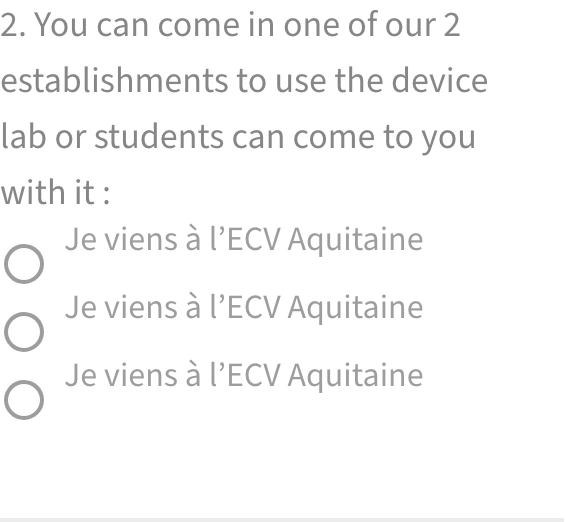 2. You can come in one of our 2
establishments to use the device
lab or students can come to you
with it :
Je viens à l’ECV Aquitaine
Je viens à l’ECV Aquitaine
Je viens à l’ECV Aquitaine